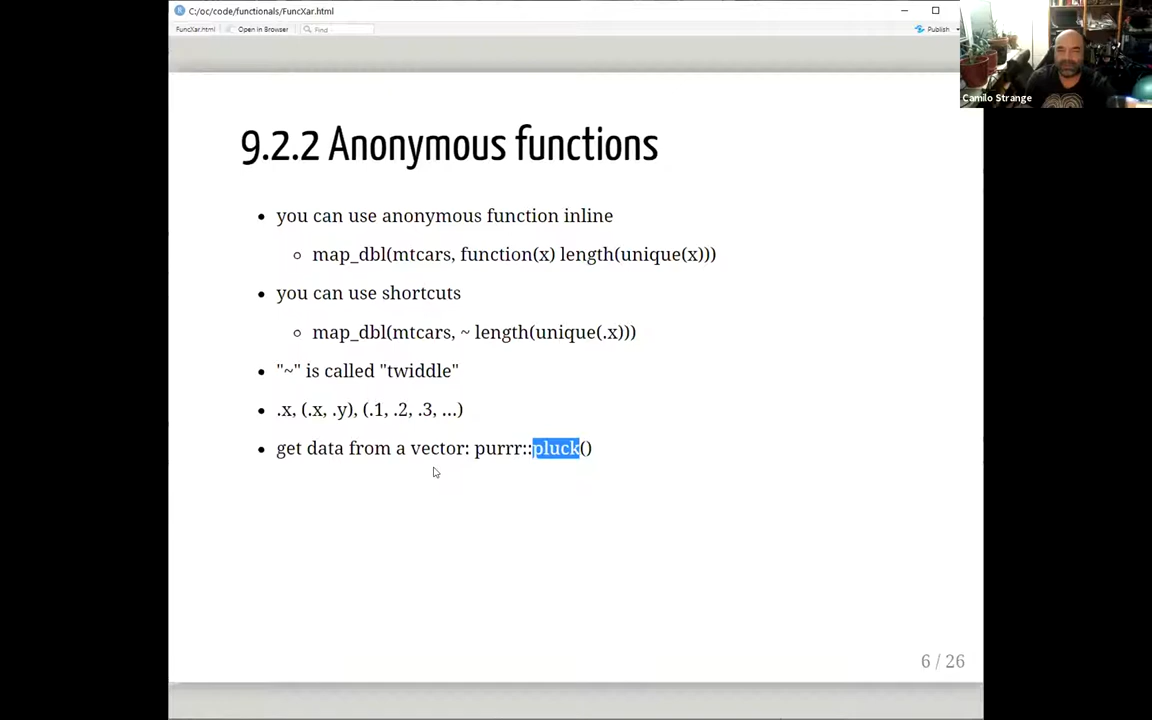 C:/oc/code/functionals/FuncXar.html
FuncXar.html Open in Browser Find Publish
Camilo Strange
9.2.2 Anonymous functions
• you can use anonymous function inline
○ map_dbl(mtcars, function(x) length(unique(x)))
• you can use shortcuts
○ map_dbl(mtcars, ~ length(unique(.x)))
• "~" is called "twiddle"
• .x, (.x, .y), (.1, .2, .3, ...)
• get data from a vector: purrr::pluck()
6 / 26